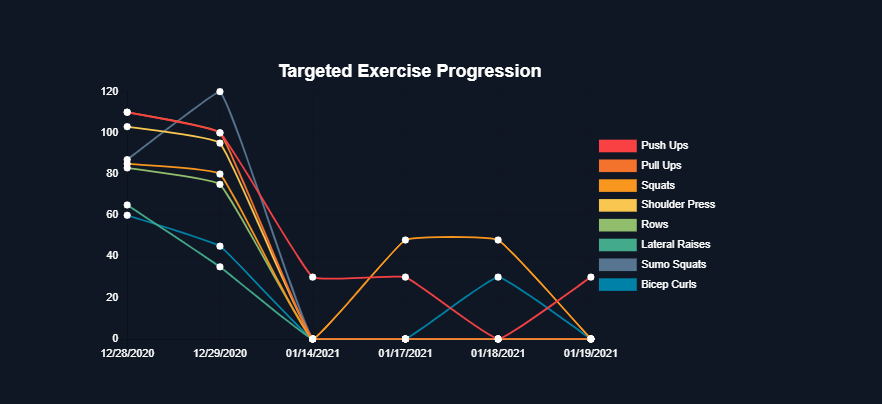 Targeted Exercise Progression
120
100
80
60
40
20
0
12/28/2020 12/29/2020 01/14/2021 01/17/2021 01/18/2021 01/19/2021
Push Ups
Pull Ups
Squats
Shoulder Press
Rows
Lateral Raises
Sumo Squats
Bicep Curls